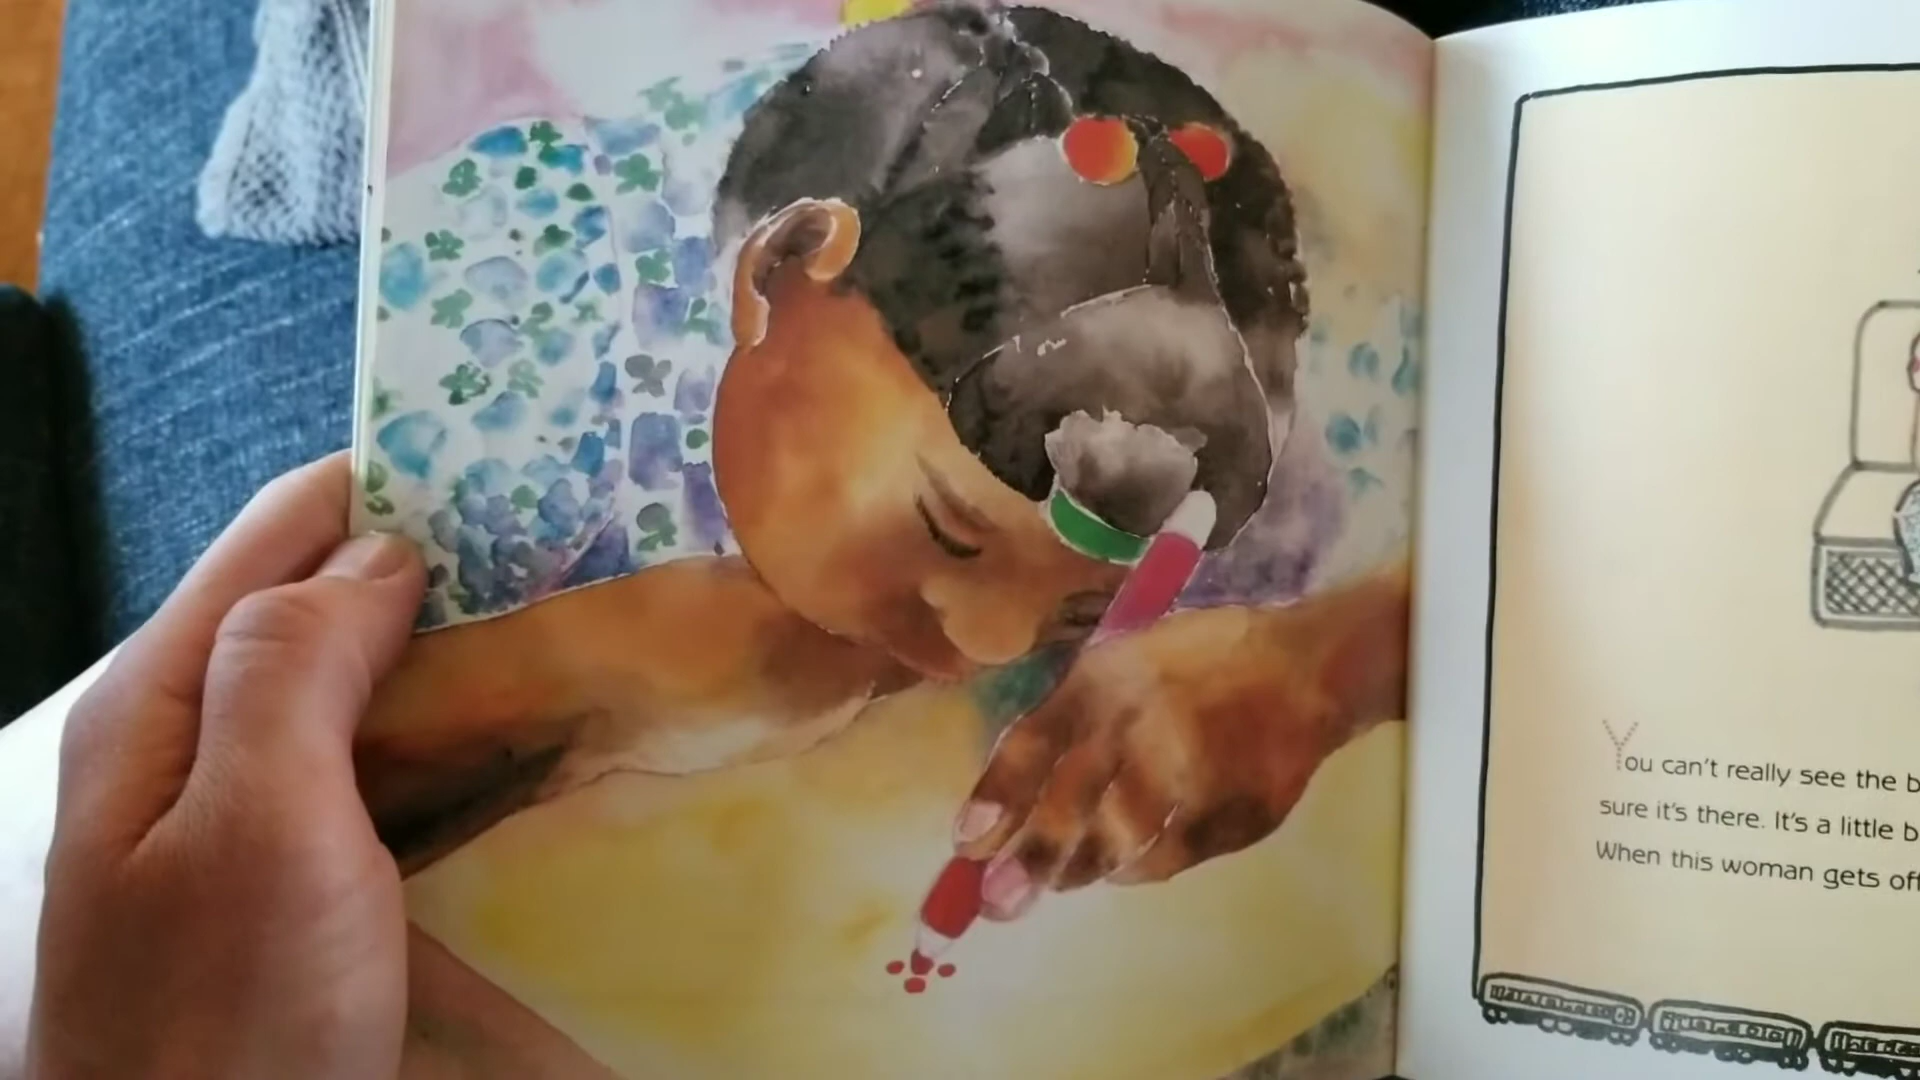 You can't really see the b
sure it's there. It's a little b
When this woman gets off